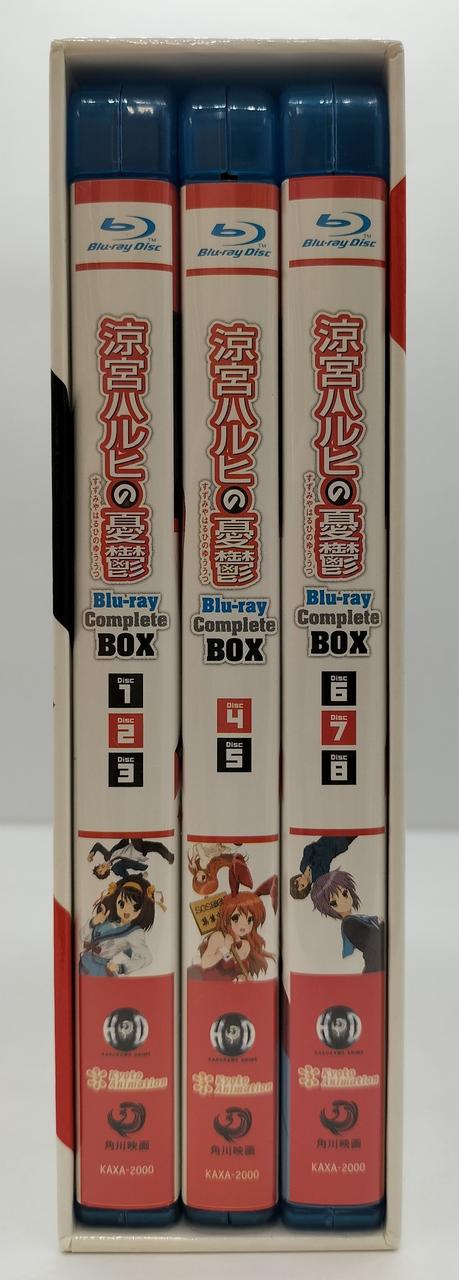 Blu-ray Disc™
涼宮ハルヒの憂鬱
すずみやはるひのゆううつ
Blu-ray
Complete
BOX
Disc
1
Disc
2
Disc
3
KADOKAWA ANIME
Kyoto
Animation
角川映画
KAXA-2000
Blu-ray Disc™
涼宮ハルヒの憂鬱
すずみやはるひのゆううつ
Blu-ray
Complete
BOX
Disc
4
Disc
5
KADOKAWA ANIME
Kyoto
Animation
角川映画
KAXA-2000
Blu-ray Disc™
涼宮ハルヒの憂鬱
すずみやはるひのゆううつ
Blu-ray
Complete
BOX
Disc
6
Disc
7
Disc
8
KADOKAWA ANIME
Kyoto
Animation
角川映画
KAXA-2000